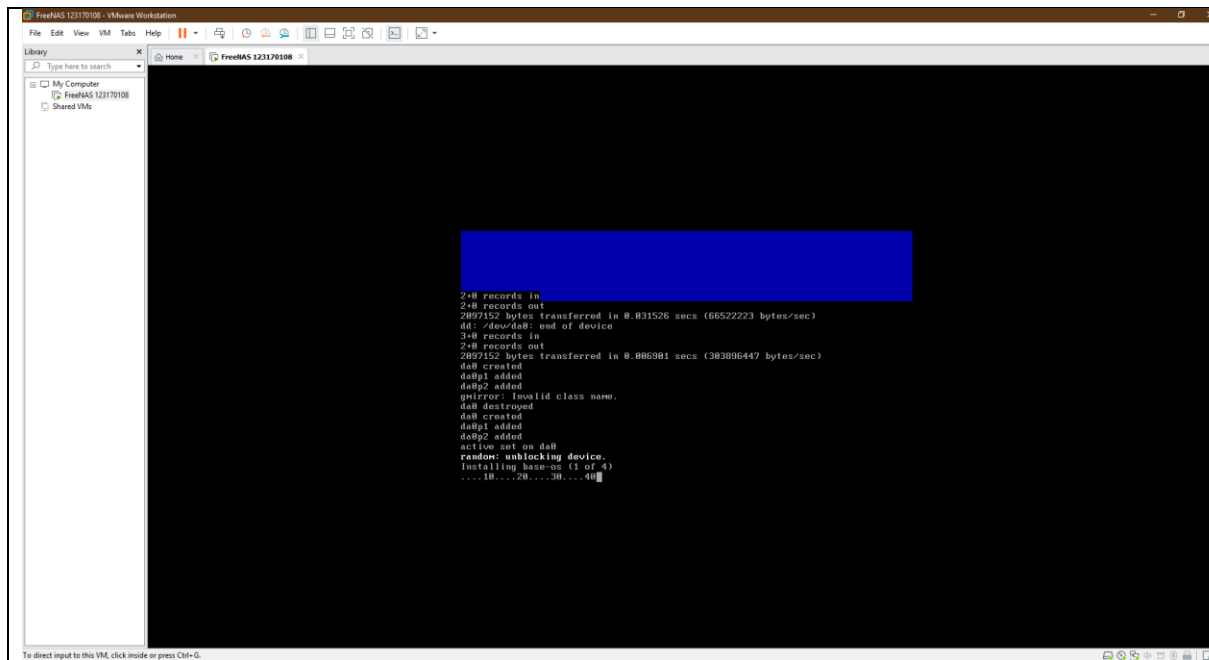 FreeNAS 123170108 - VMware Workstation
File Edit View VM Tabs Help
Library
Type here to search
My Computer
FreeNAS 123170108
Shared VMs
Home
FreeNAS 123170108
2+0 records in
2+0 records out
2097152 bytes transferred in 0.031526 secs (66522223 bytes/sec)
dd: /dev/da0: end of device
3+0 records in
2+0 records out
2097152 bytes transferred in 0.006901 secs (303896447 bytes/sec)
da0 created
da0p1 added
da0p2 added
gmirror: Invalid class name.
da0 destroyed
da0 created
da0p1 added
da0p2 added
active set on da0
random: unblocking device.
Installing base-os (1 of 4)
....10....20....30....40
To direct input to this VM, click inside or press Ctrl+G.